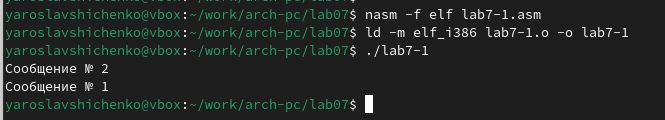 yaroslavshichenko@vbox:~/work/arch-pc/lab07$ nasm -f elf lab7-1.asm
yaroslavshichenko@vbox:~/work/arch-pc/lab07$ ld -m elf_i386 lab7-1.o -o lab7-1
yaroslavshichenko@vbox:~/work/arch-pc/lab07$ ./lab7-1
Сообщение № 2
Сообщение № 1
yaroslavshichenko@vbox:~/work/arch-pc/lab07$